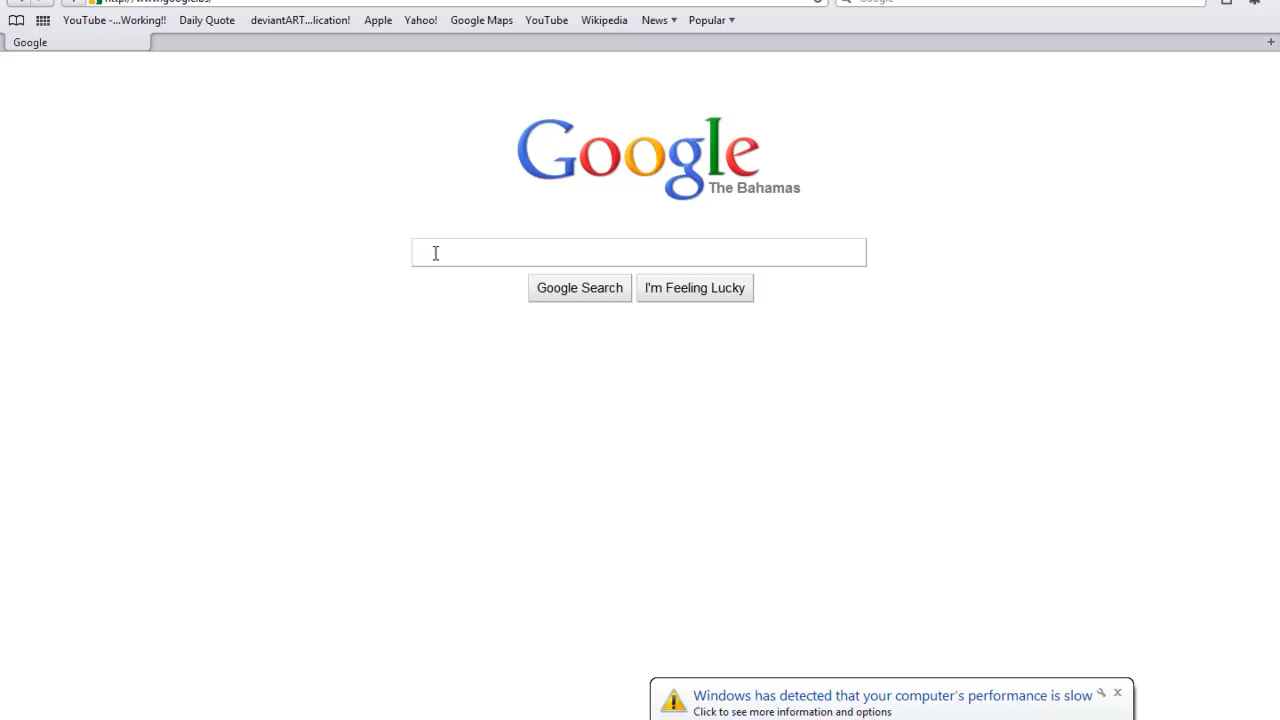 YouTube -...Working!! Daily Quote deviantART...lication! Apple Yahoo! Google Maps YouTube Wikipedia News Popular
Google
Google
The Bahamas
Google Search I'm Feeling Lucky
Windows has detected that your computer's performance is slow
Click to see more information and options